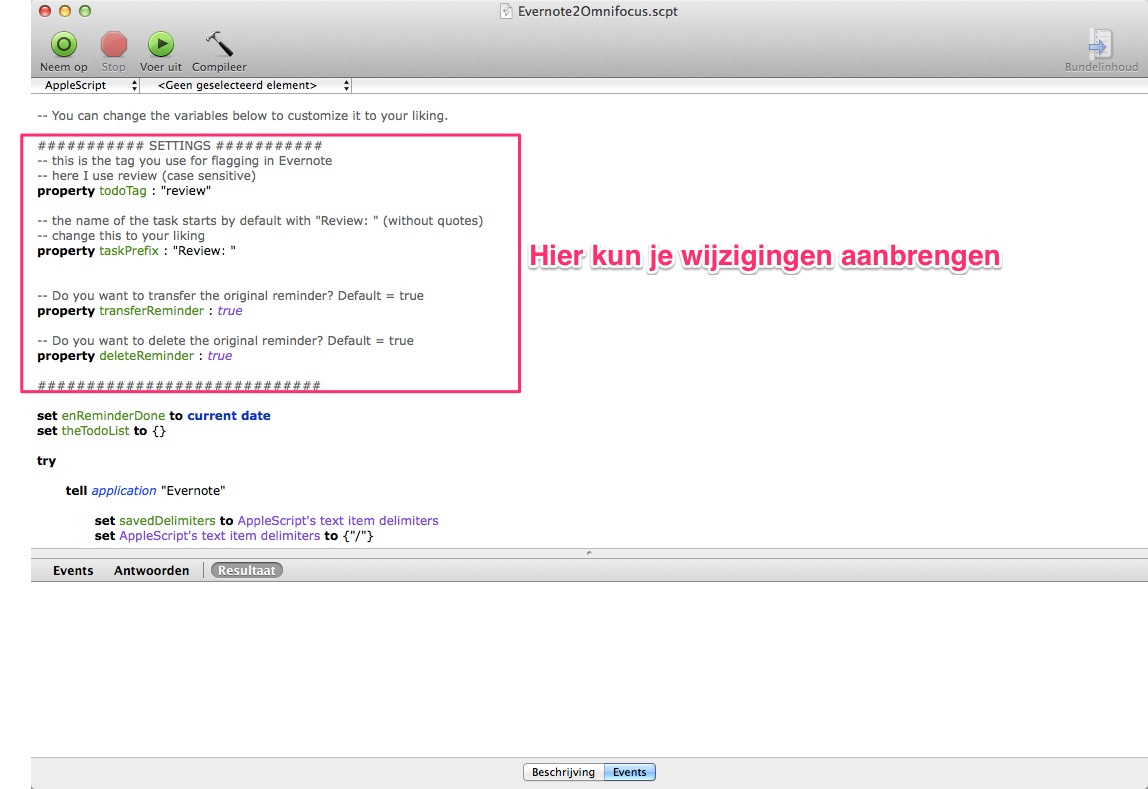 Evernote2Omnifocus.scpt
Neem op Stop Voer uit Compileer Bundelinhoud
AppleScript <Geen geselecteerd element>
-- You can change the variables below to customize it to your liking.
########### SETTINGS ###########
-- this is the tag you use for flagging in Evernote
-- here I use review (case sensitive)
property todoTag : "review"
-- the name of the task starts by default with "Review: " (without quotes)
-- change this to your liking
property taskPrefix : "Review: "
Hier kun je wijzigingen aanbrengen
-- Do you want to transfer the original reminder? Default = true
property transferReminder : true
-- Do you want to delete the original reminder? Default = true
property deleteReminder : true
#############################
set enReminderDone to current date
set theTodoList to {}
try
tell application "Evernote"
set savedDelimiters to AppleScript's text item delimiters
set AppleScript's text item delimiters to {"/"}
Events Antwoorden Resultaat
Beschrijving Events